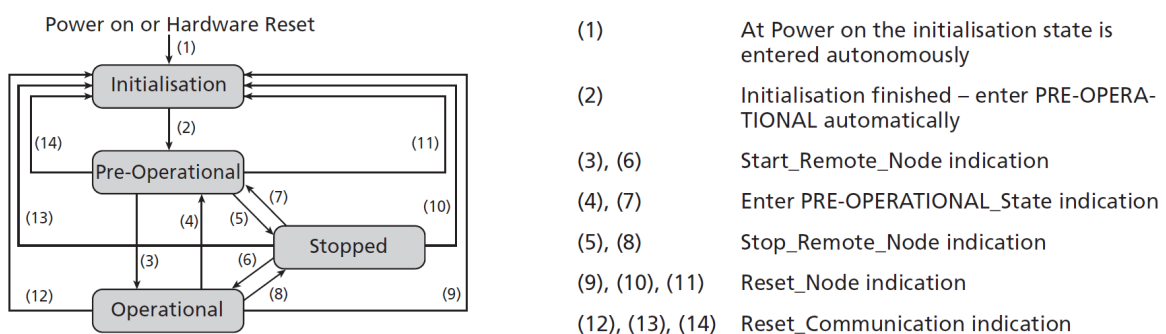 Power on or Hardware Reset
(1)
Initialisation
(2)
(14)
(11)
Pre-Operational
(7)
(13)
(4)
(5)
(10)
Stopped
(3)
(6)
(12)
(8)
(9)
Operational
(1) At Power on the initialisation state is
entered autonomously
(2) Initialisation finished – enter PRE-OPERA-
TIONAL automatically
(3), (6) Start_Remote_Node indication
(4), (7) Enter PRE-OPERATIONAL_State indication
(5), (8) Stop_Remote_Node indication
(9), (10), (11) Reset_Node indication
(12), (13), (14) Reset_Communication indication